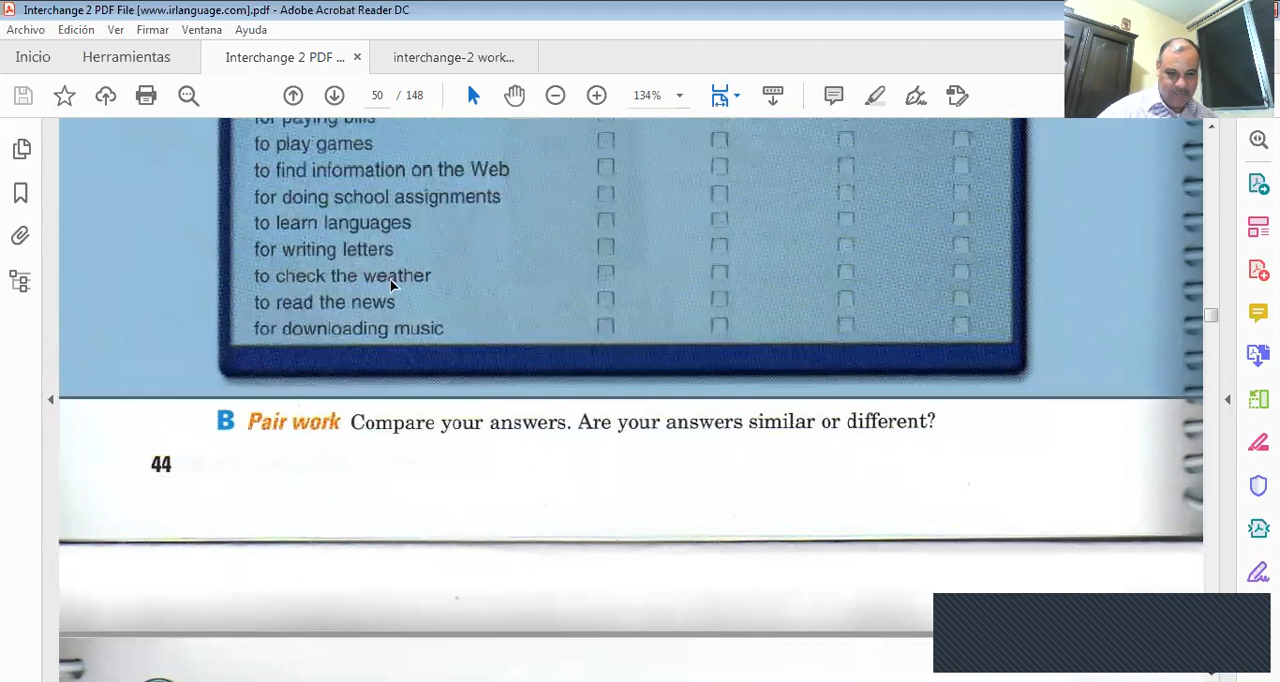 Interchange 2 PDF File [www.irlanguage.com].pdf - Adobe Acrobat Reader DC
Archivo Edición Ver Firmar Ventana Ayuda
Inicio Herramientas Interchange 2 PDF ... × interchange-2 work...
50 / 148 134%
for paying bills
to play games
to find information on the Web
for doing school assignments
to learn languages
for writing letters
to check the weather
to read the news
for downloading music
B Pair work Compare your answers. Are your answers similar or different?
44